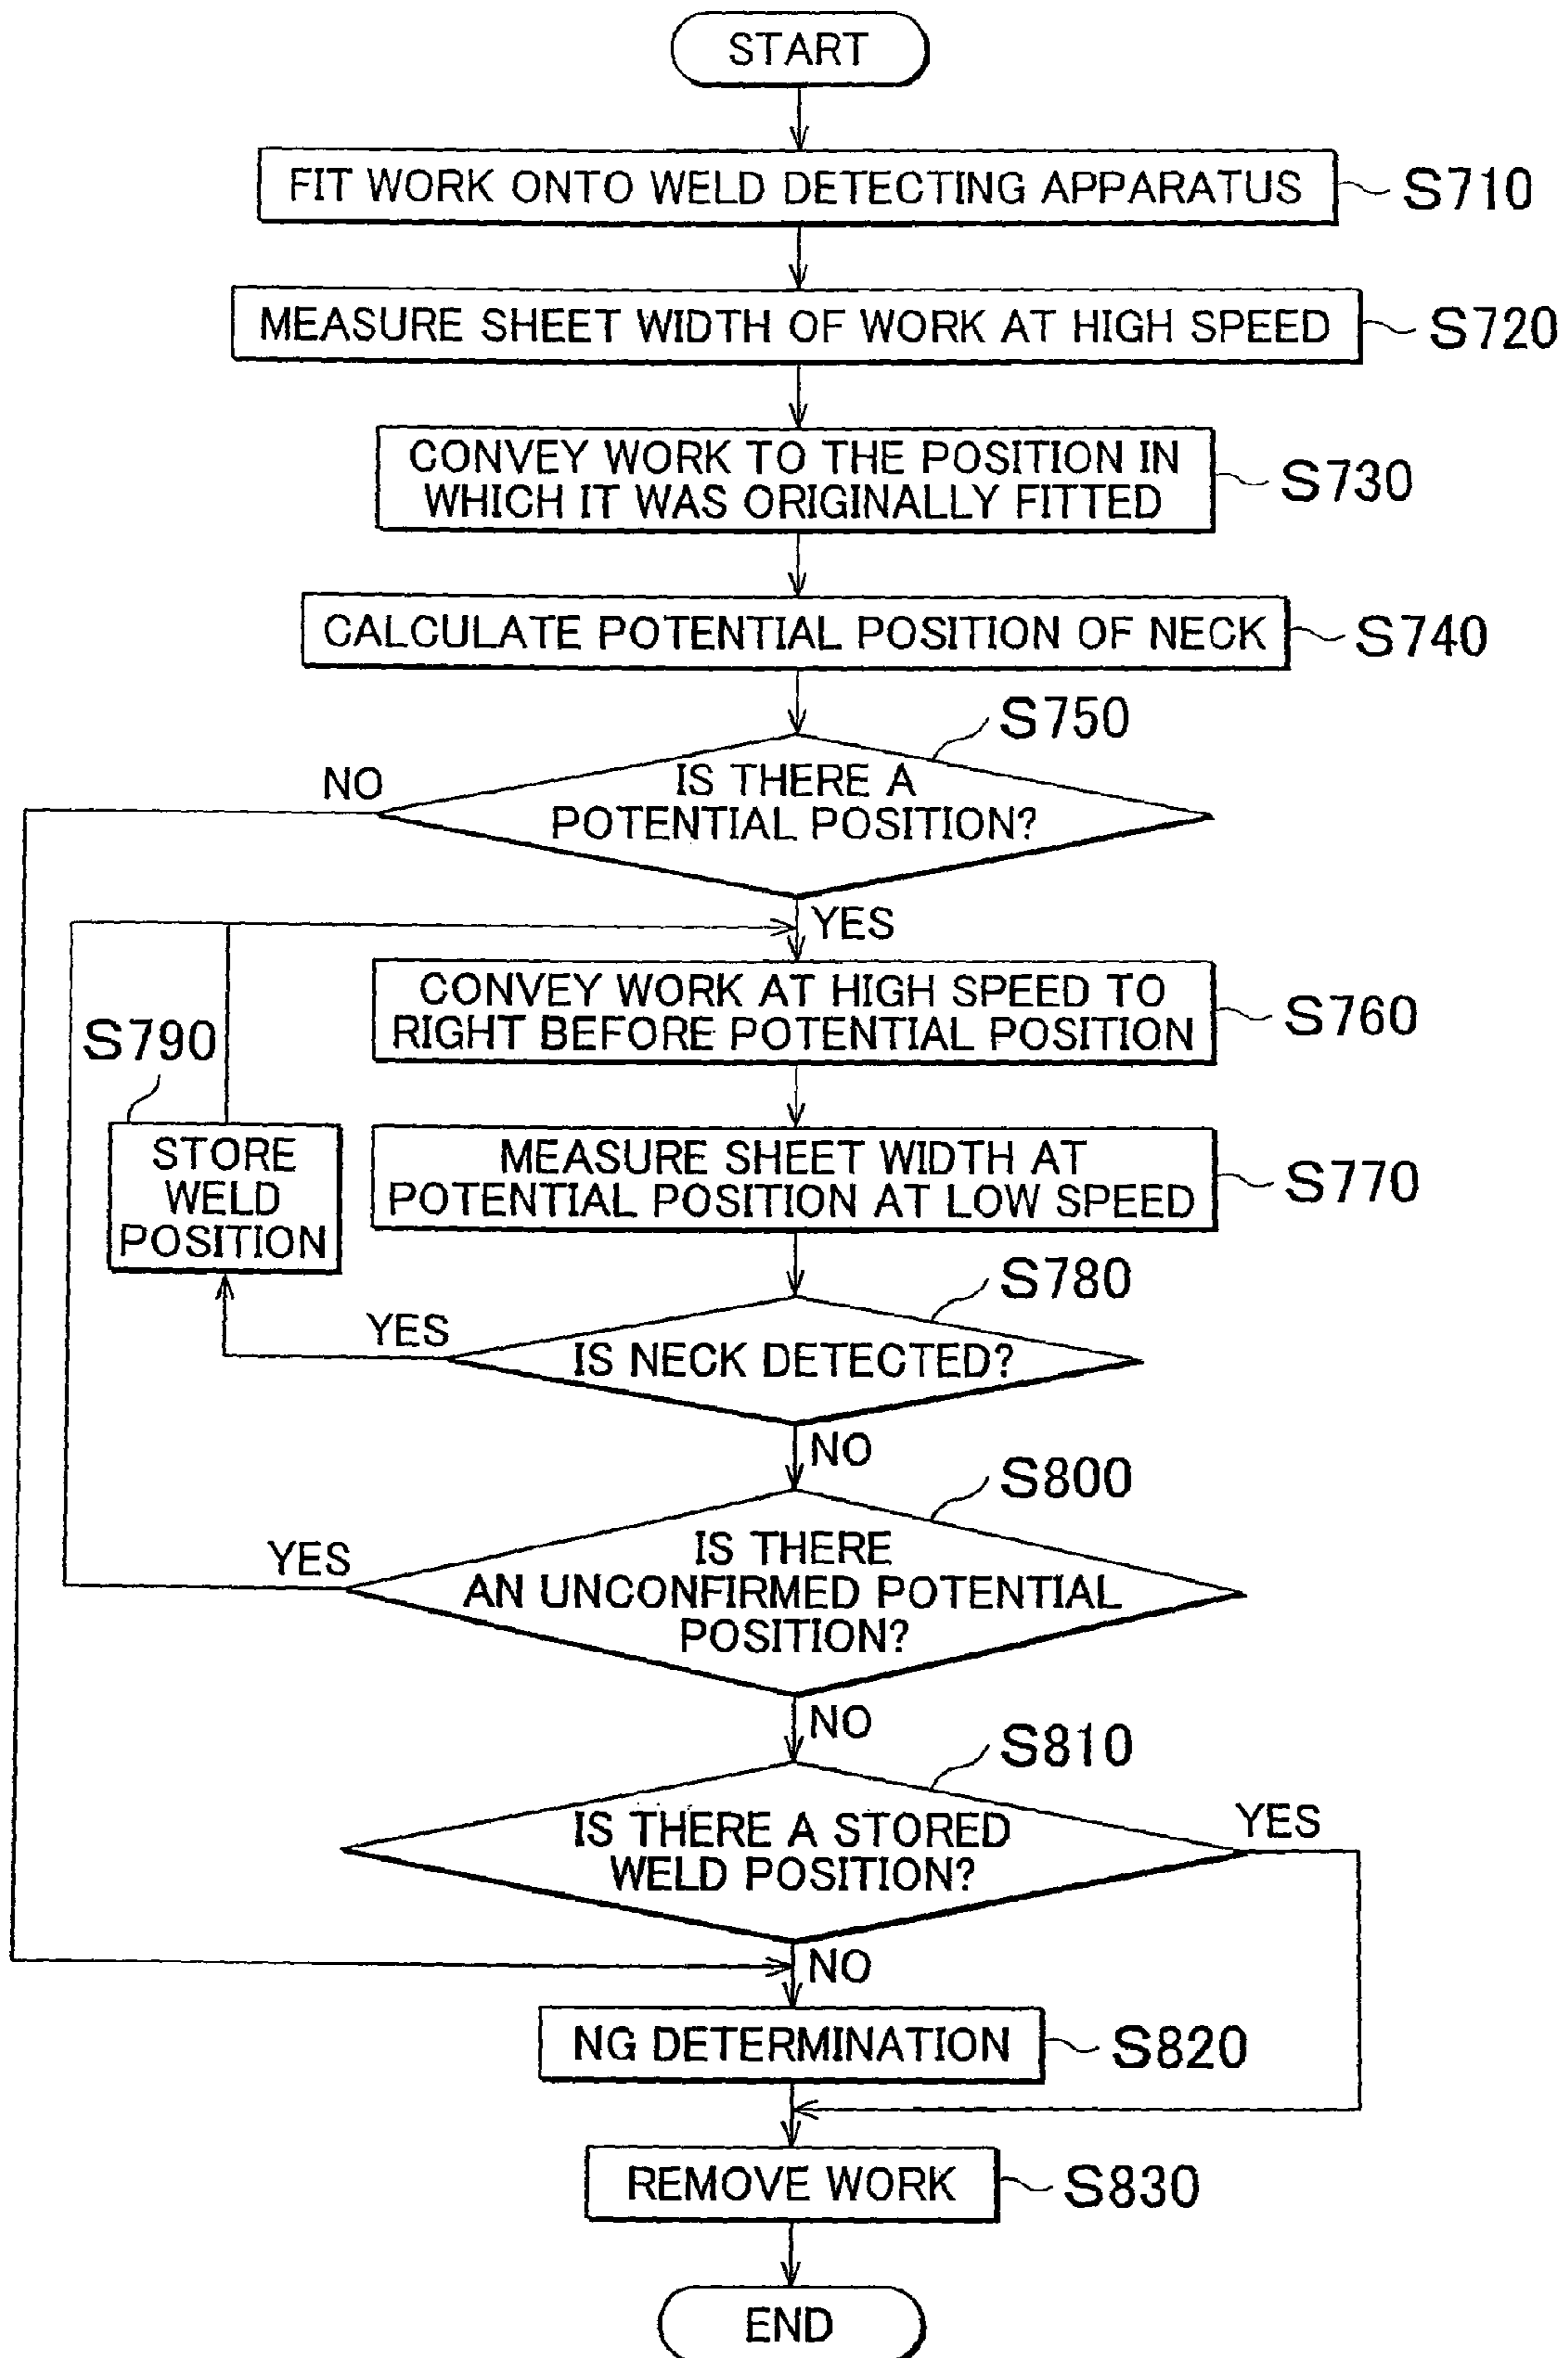 START
FIT WORK ONTO WELD DETECTING APPARATUS
S710
MEASURE SHEET WIDTH OF WORK AT HIGH SPEED
S720
CONVEY WORK TO THE POSITION IN
WHICH IT WAS ORIGINALLY FITTED
S730
CALCULATE POTENTIAL POSITION OF NECK
S740
S750
NO
IS THERE A
POTENTIAL POSITION?
YES
CONVEY WORK AT HIGH SPEED TO
RIGHT BEFORE POTENTIAL POSITION
S760
S790
STORE
WELD
POSITION
MEASURE SHEET WIDTH AT
POTENTIAL POSITION AT LOW SPEED
S770
S780
YES
IS NECK DETECTED?
NO
S800
YES
IS THERE
AN UNCONFIRMED POTENTIAL
POSITION?
NO
S810
IS THERE A STORED
WELD POSITION?
YES
NO
NG DETERMINATION
S820
REMOVE WORK
S830
END